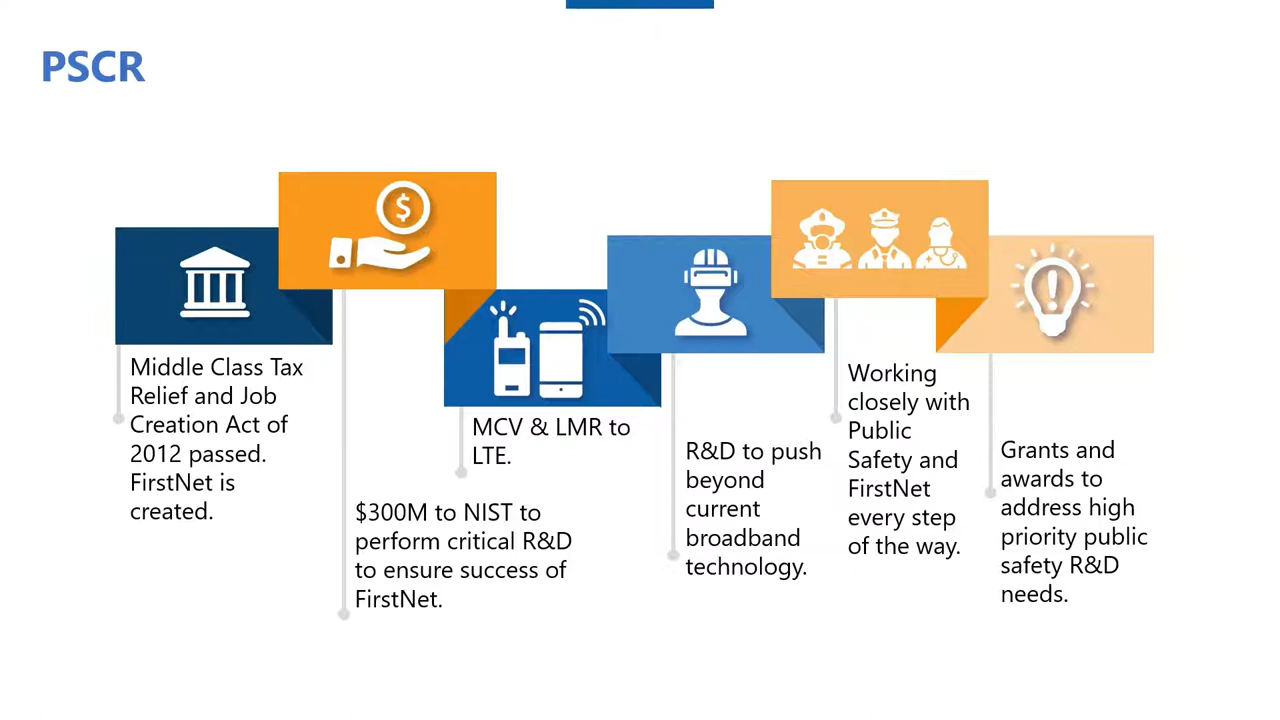 PSCR
Middle Class Tax
Relief and Job
Creation Act of
2012 passed.
FirstNet is
created.
$300M to NIST to
perform critical R&D
to ensure success of
FirstNet.
MCV & LMR to
LTE.
R&D to push
beyond
current
broadband
technology.
Working
closely with
Public
Safety and
FirstNet
every step
of the way.
Grants and
awards to
address high
priority public
safety R&D
needs.